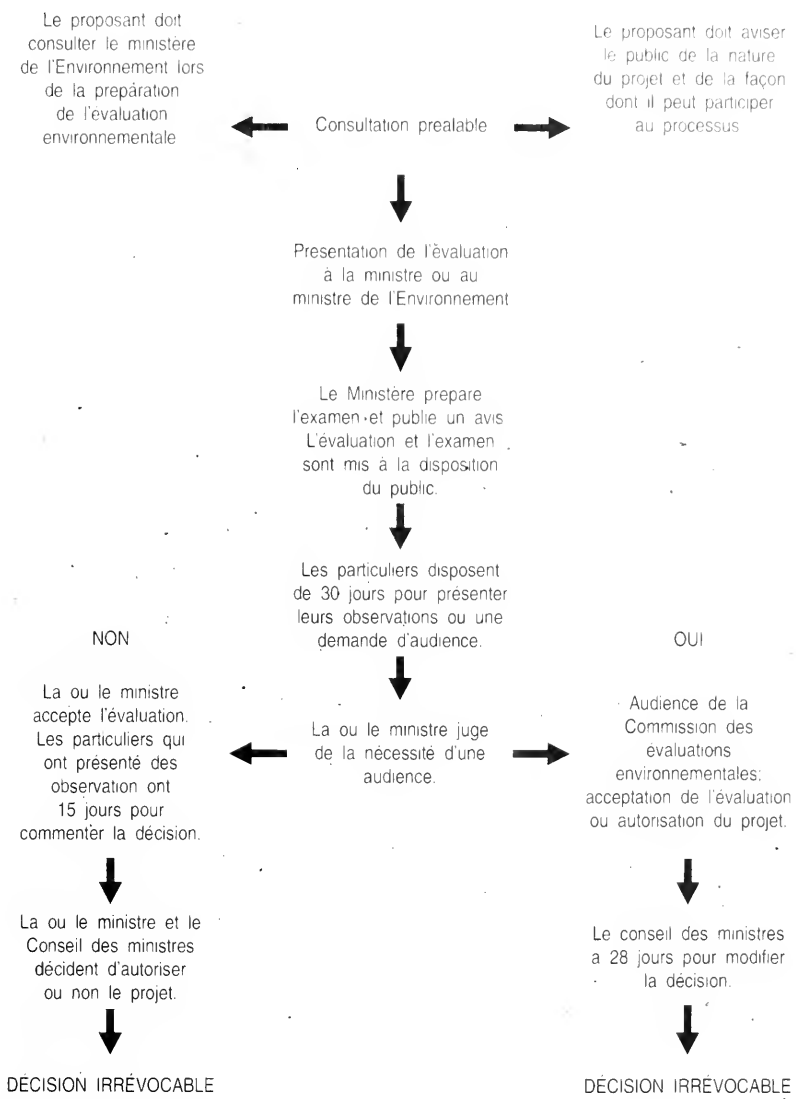 Le proposant doit
consulter le ministère
de l'Environnement lors
de la prepáration
de l'évaluation
environnementale
Consultation prealable
Le proposant doit aviser
le public de la nature
du projet et de la façon
dont il peut participer
au processus
Presentation de l'évaluation
à la ministre ou au
ministre de l'Environnement
Le Ministère prepare
l'examen et publie un avis
L'évaluation et l'examen
sont mis à la disposition
du public.
Les particuliers disposent
de 30 jours pour présenter
leurs observations ou une
demande d'audience.
NON
La ou le ministre
accepte l'évaluation.
Les particuliers qui
ont présenté des
observation ont
15 jours pour
commenter la décision.
La ou le ministre juge
de la nécessité d'une
audience.
OUI
Audience de la
Commission des
évaluations
environnementales;
acceptation de l'évaluation
ou autorisation du projet.
La ou le ministre et le
Conseil des ministres
décident d'autoriser
ou non le projet.
Le conseil des ministres
a 28 jours pour modifier
la décision.
DÉCISION IRRÉVOCABLE
DÉCISION IRRÉVOCABLE